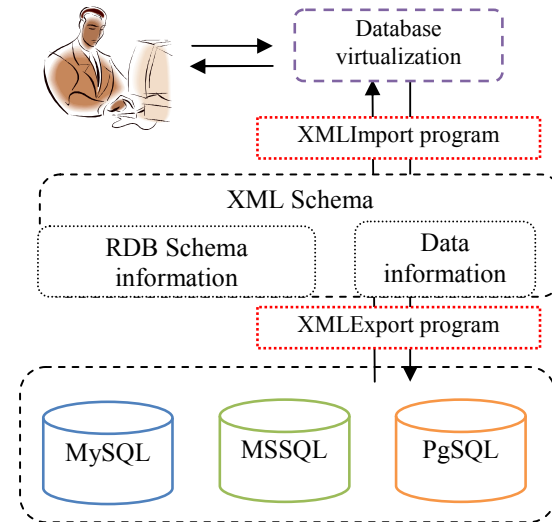 Database
virtualization
XMLImport program
XML Schema
RDB Schema
information
Data
information
XMLExport program
MySQL
MSSQL
PgSQL